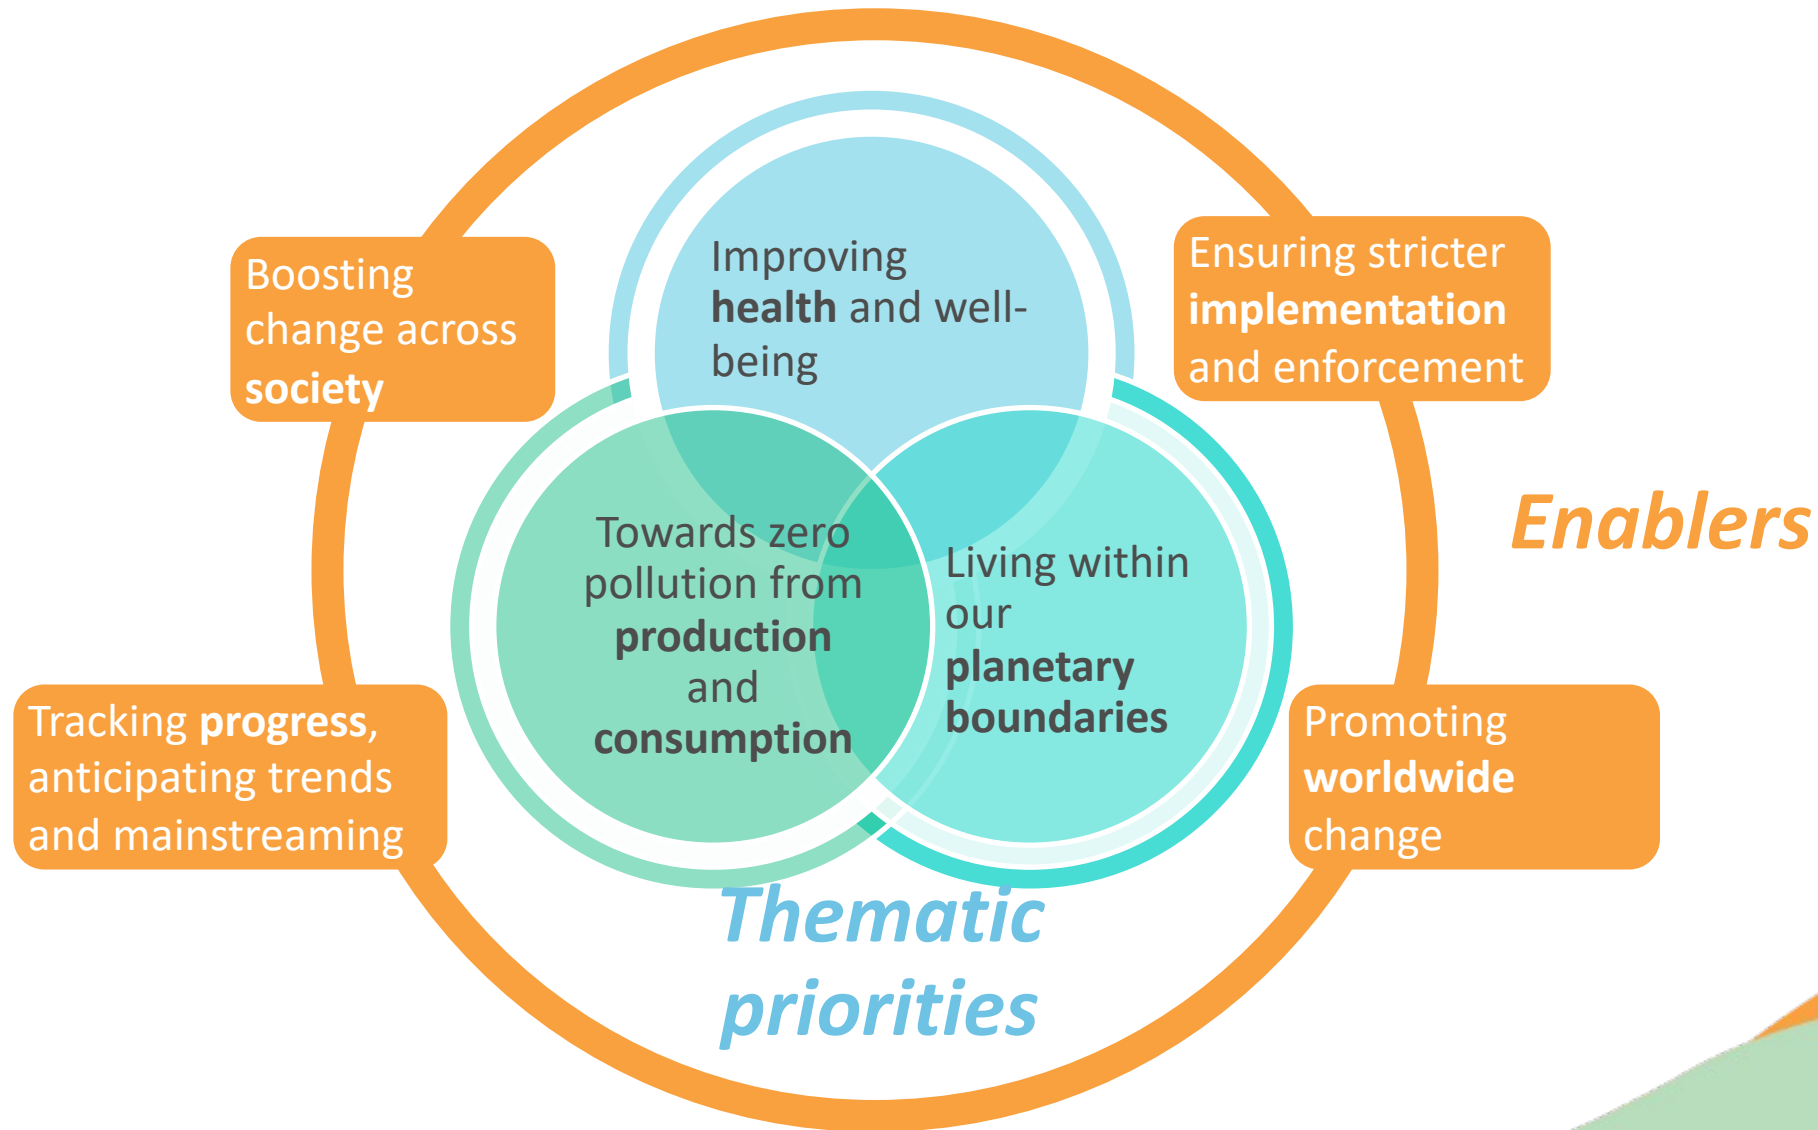 Improving
health and well-
being
Boosting
change across
society
Ensuring stricter
implementation
and enforcement
Enablers
Towards zero
pollution from
production
and
consumption
Living within
our
planetary
boundaries
Tracking progress,
anticipating trends
and mainstreaming
Promoting
worldwide
change
Thematic
priorities